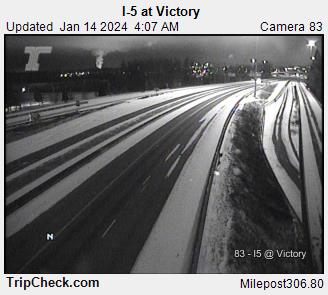 I-5 at Victory
Updated Jan 14 2024 4:07 AM Camera 83
N
83 - I5 @ Victory
TripCheck.com Milepost306.80